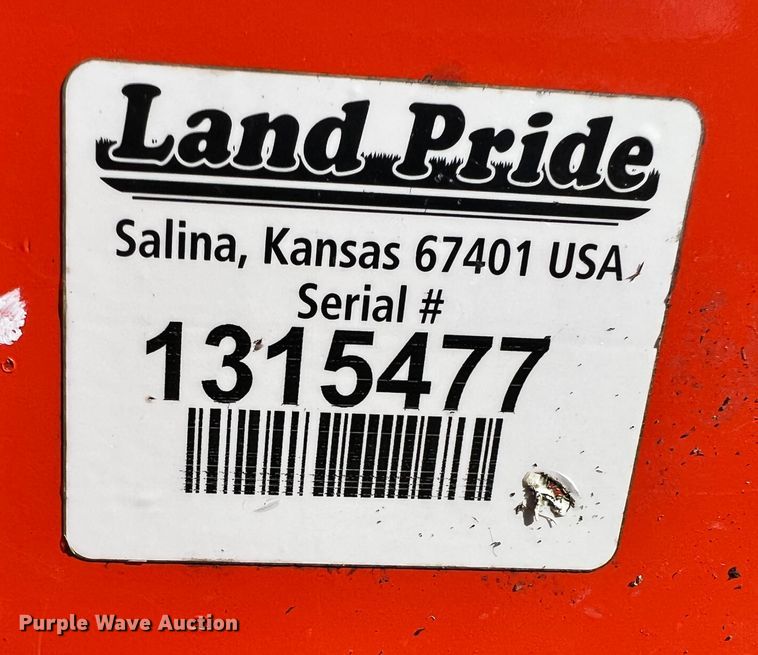 Land Pride
Salina, Kansas 67401 USA
Serial #
1315477
Purple Wave Auction